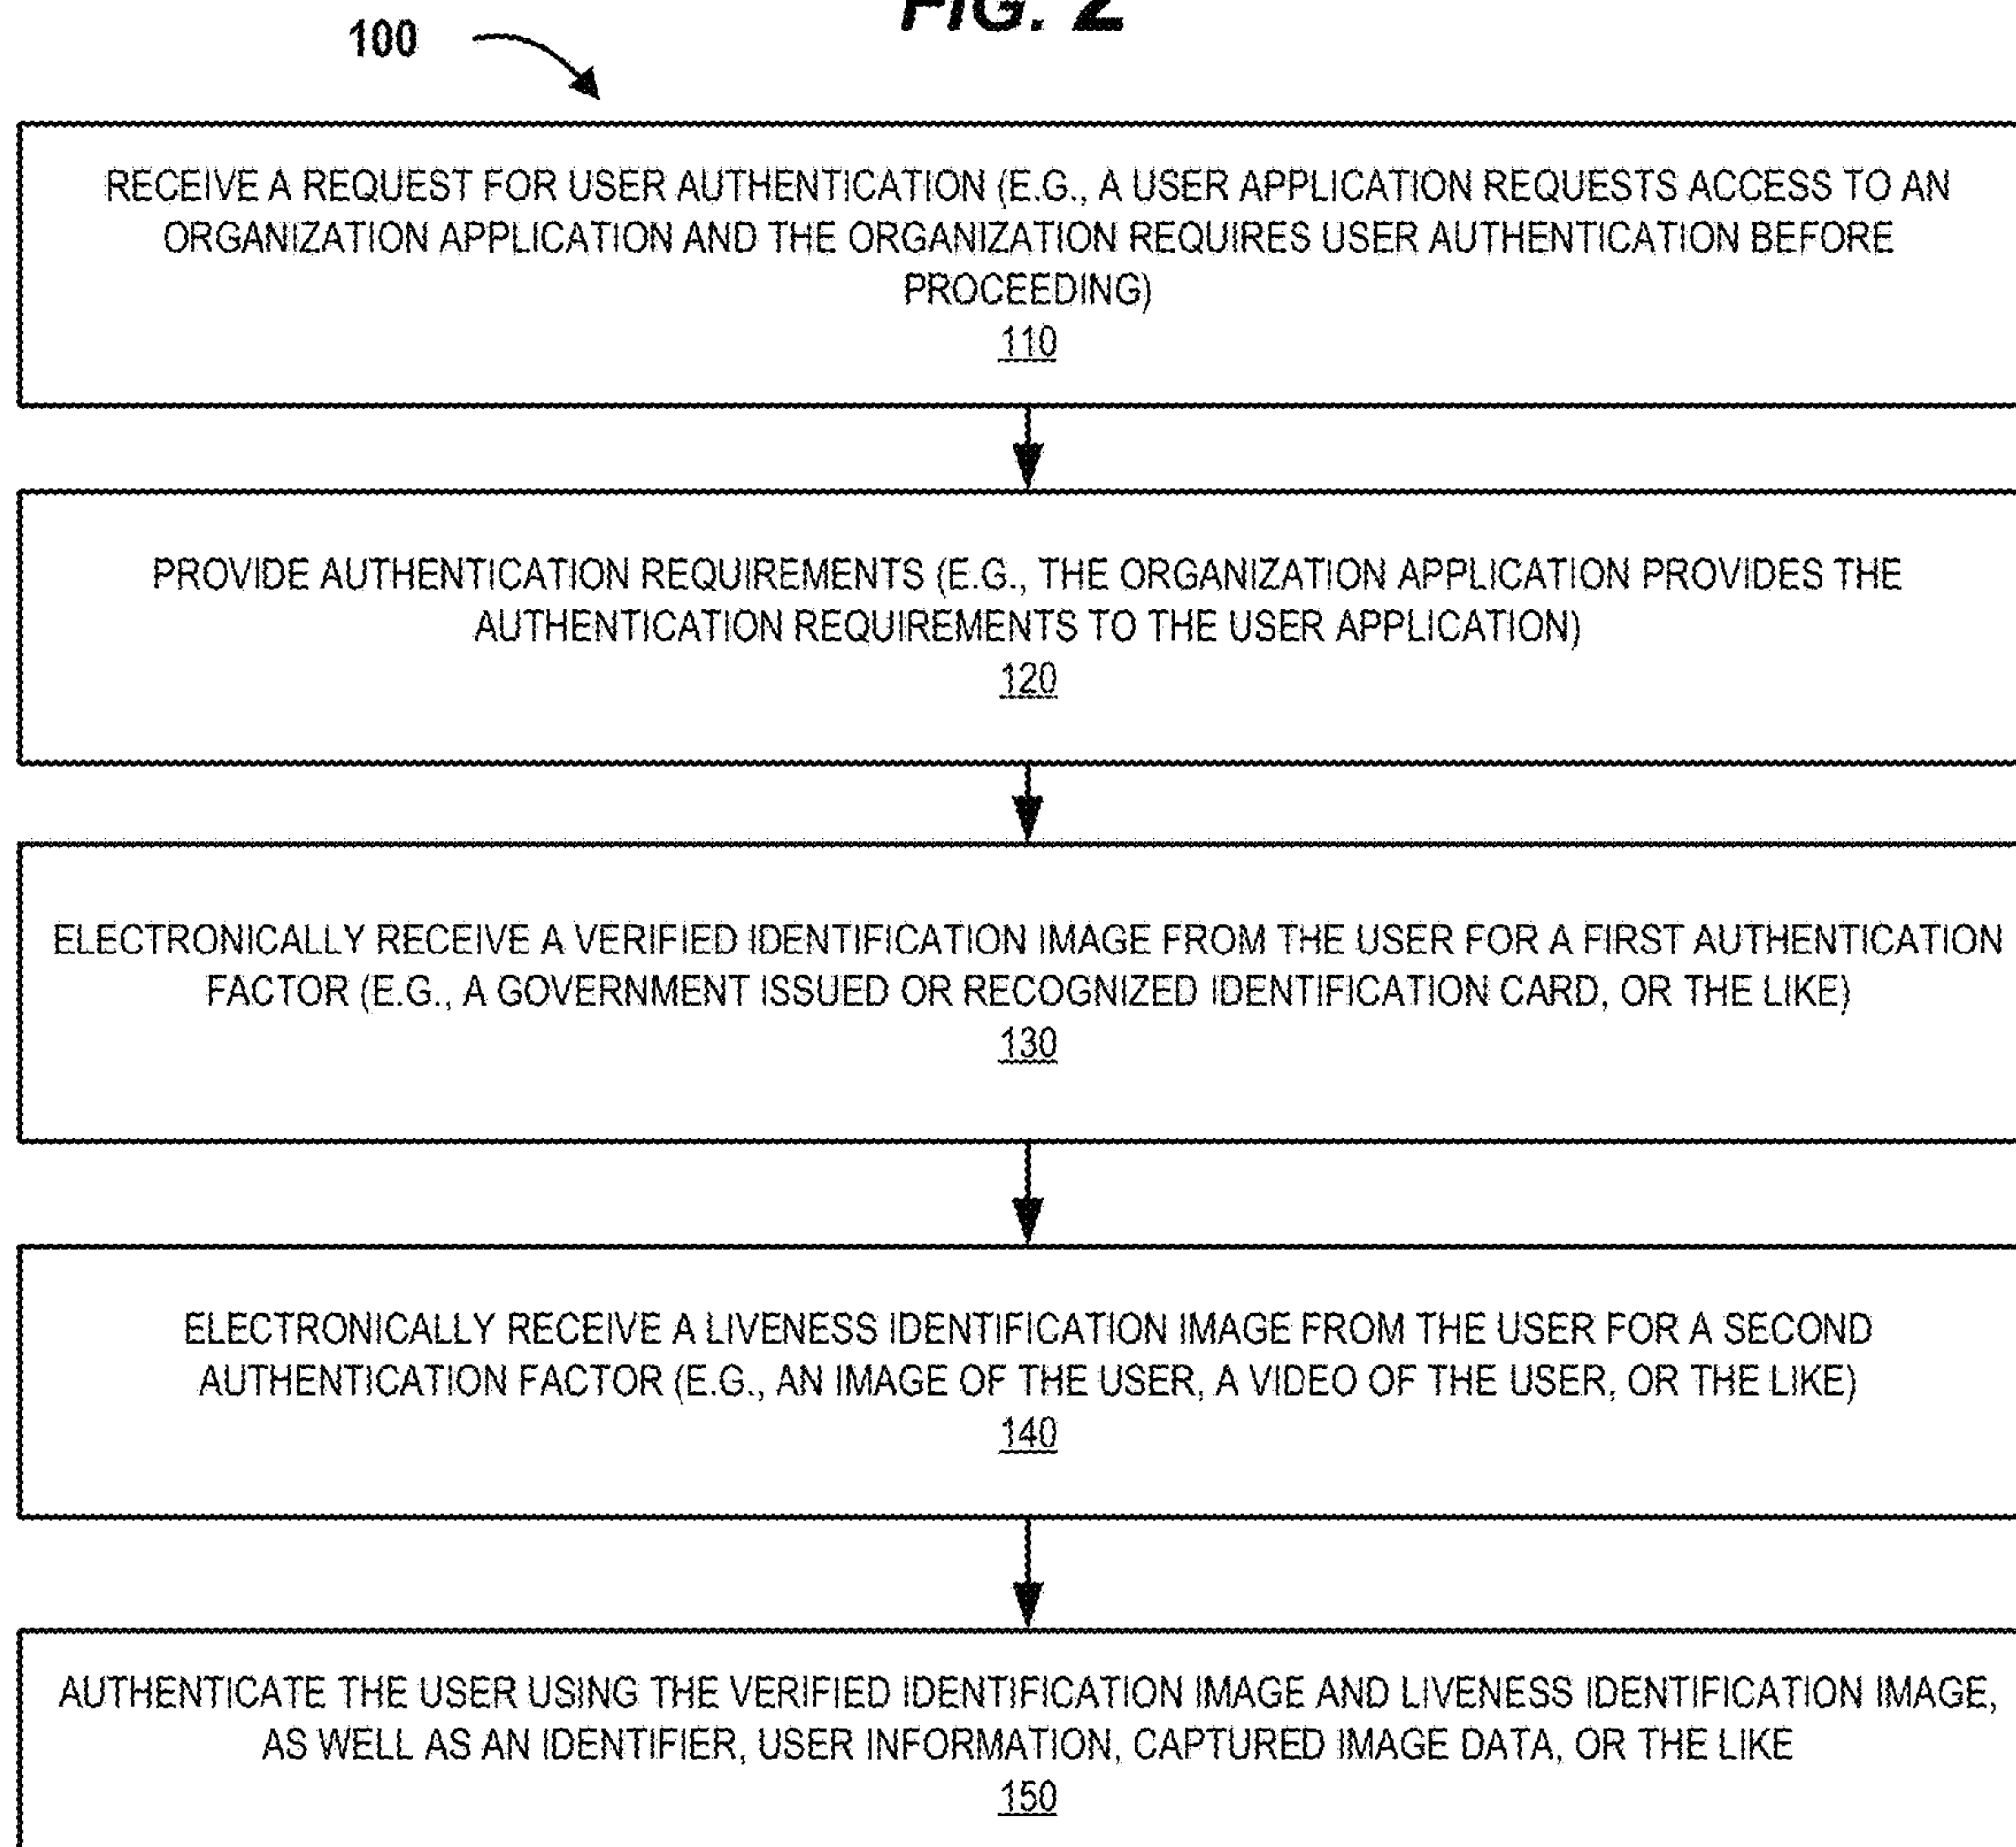 FIG. 2
100
RECEIVE A REQUEST FOR USER AUTHENTICATION (E.G., A USER APPLICATION REQUESTS ACCESS TO AN
ORGANIZATION APPLICATION AND THE ORGANIZATION REQUIRES USER AUTHENTICATION BEFORE
PROCEEDING)
110
PROVIDE AUTHENTICATION REQUIREMENTS (E.G., THE ORGANIZATION APPLICATION PROVIDES THE
AUTHENTICATION REQUIREMENTS TO THE USER APPLICATION)
120
ELECTRONICALLY RECEIVE A VERIFIED IDENTIFICATION IMAGE FROM THE USER FOR A FIRST AUTHENTICATION
FACTOR (E.G., A GOVERNMENT ISSUED OR RECOGNIZED IDENTIFICATION CARD, OR THE LIKE)
130
ELECTRONICALLY RECEIVE A LIVENESS IDENTIFICATION IMAGE FROM THE USER FOR A SECOND
AUTHENTICATION FACTOR (E.G., AN IMAGE OF THE USER, A VIDEO OF THE USER, OR THE LIKE)
140
AUTHENTICATE THE USER USING THE VERIFIED IDENTIFICATION IMAGE AND LIVENESS IDENTIFICATION IMAGE,
AS WELL AS AN IDENTIFIER, USER INFORMATION, CAPTURED IMAGE DATA, OR THE LIKE
150